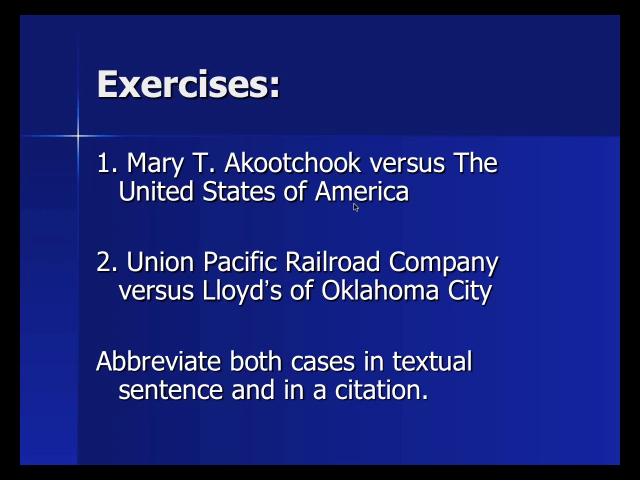 Exercises:
1. Mary T. Akootchook versus The
United States of America
2. Union Pacific Railroad Company
versus Lloyd's of Oklahoma City
Abbreviate both cases in textual
sentence and in a citation.